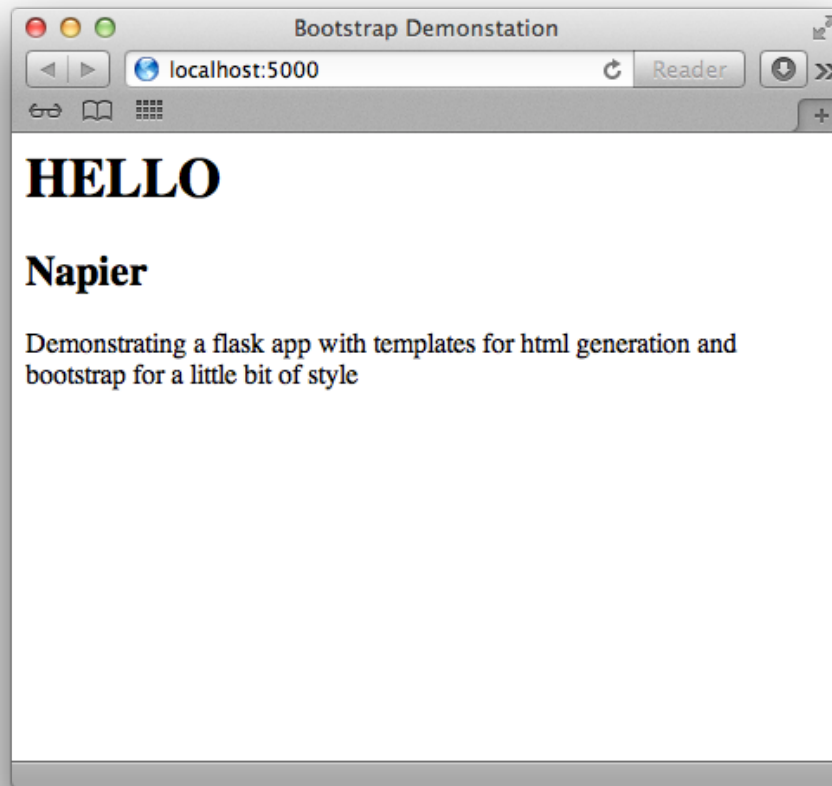 Bootstrap Demonstation
localhost:5000
Reader
HELLO
Napier
Demonstrating a flask app with templates for html generation and
bootstrap for a little bit of style